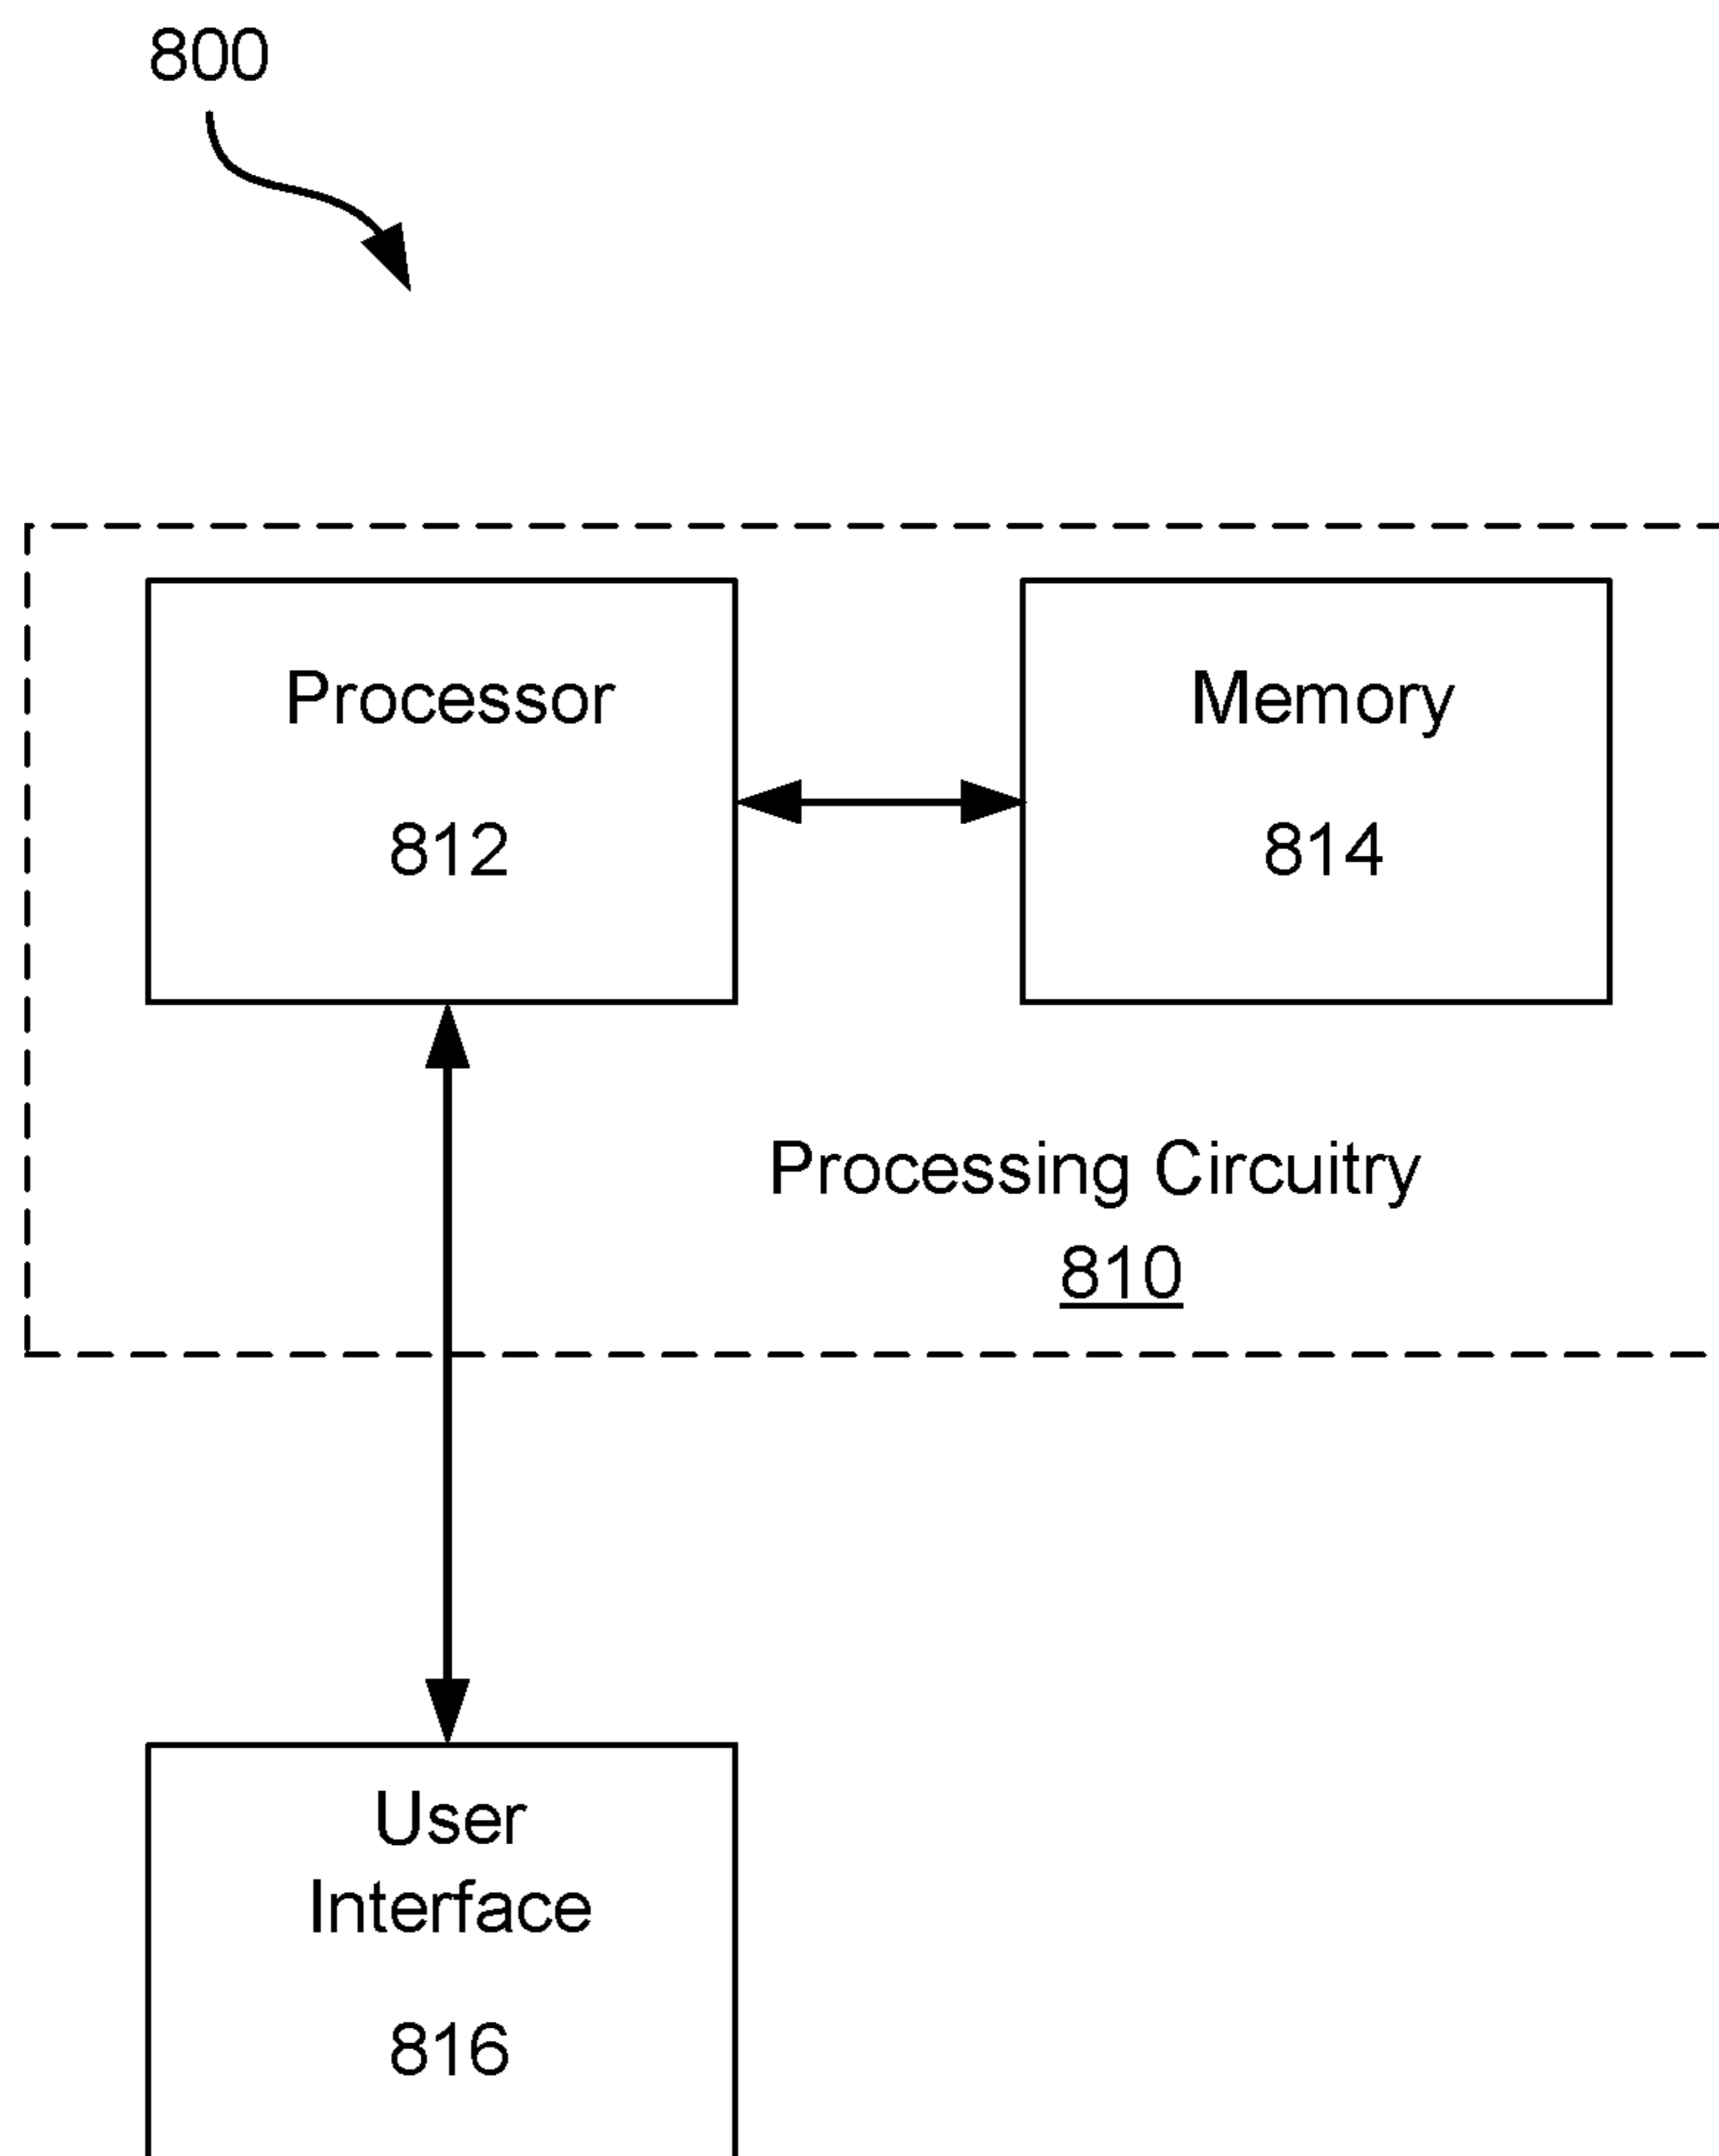 800
Processor
812
Memory
814
Processing Circuitry
810
User
Interface
816